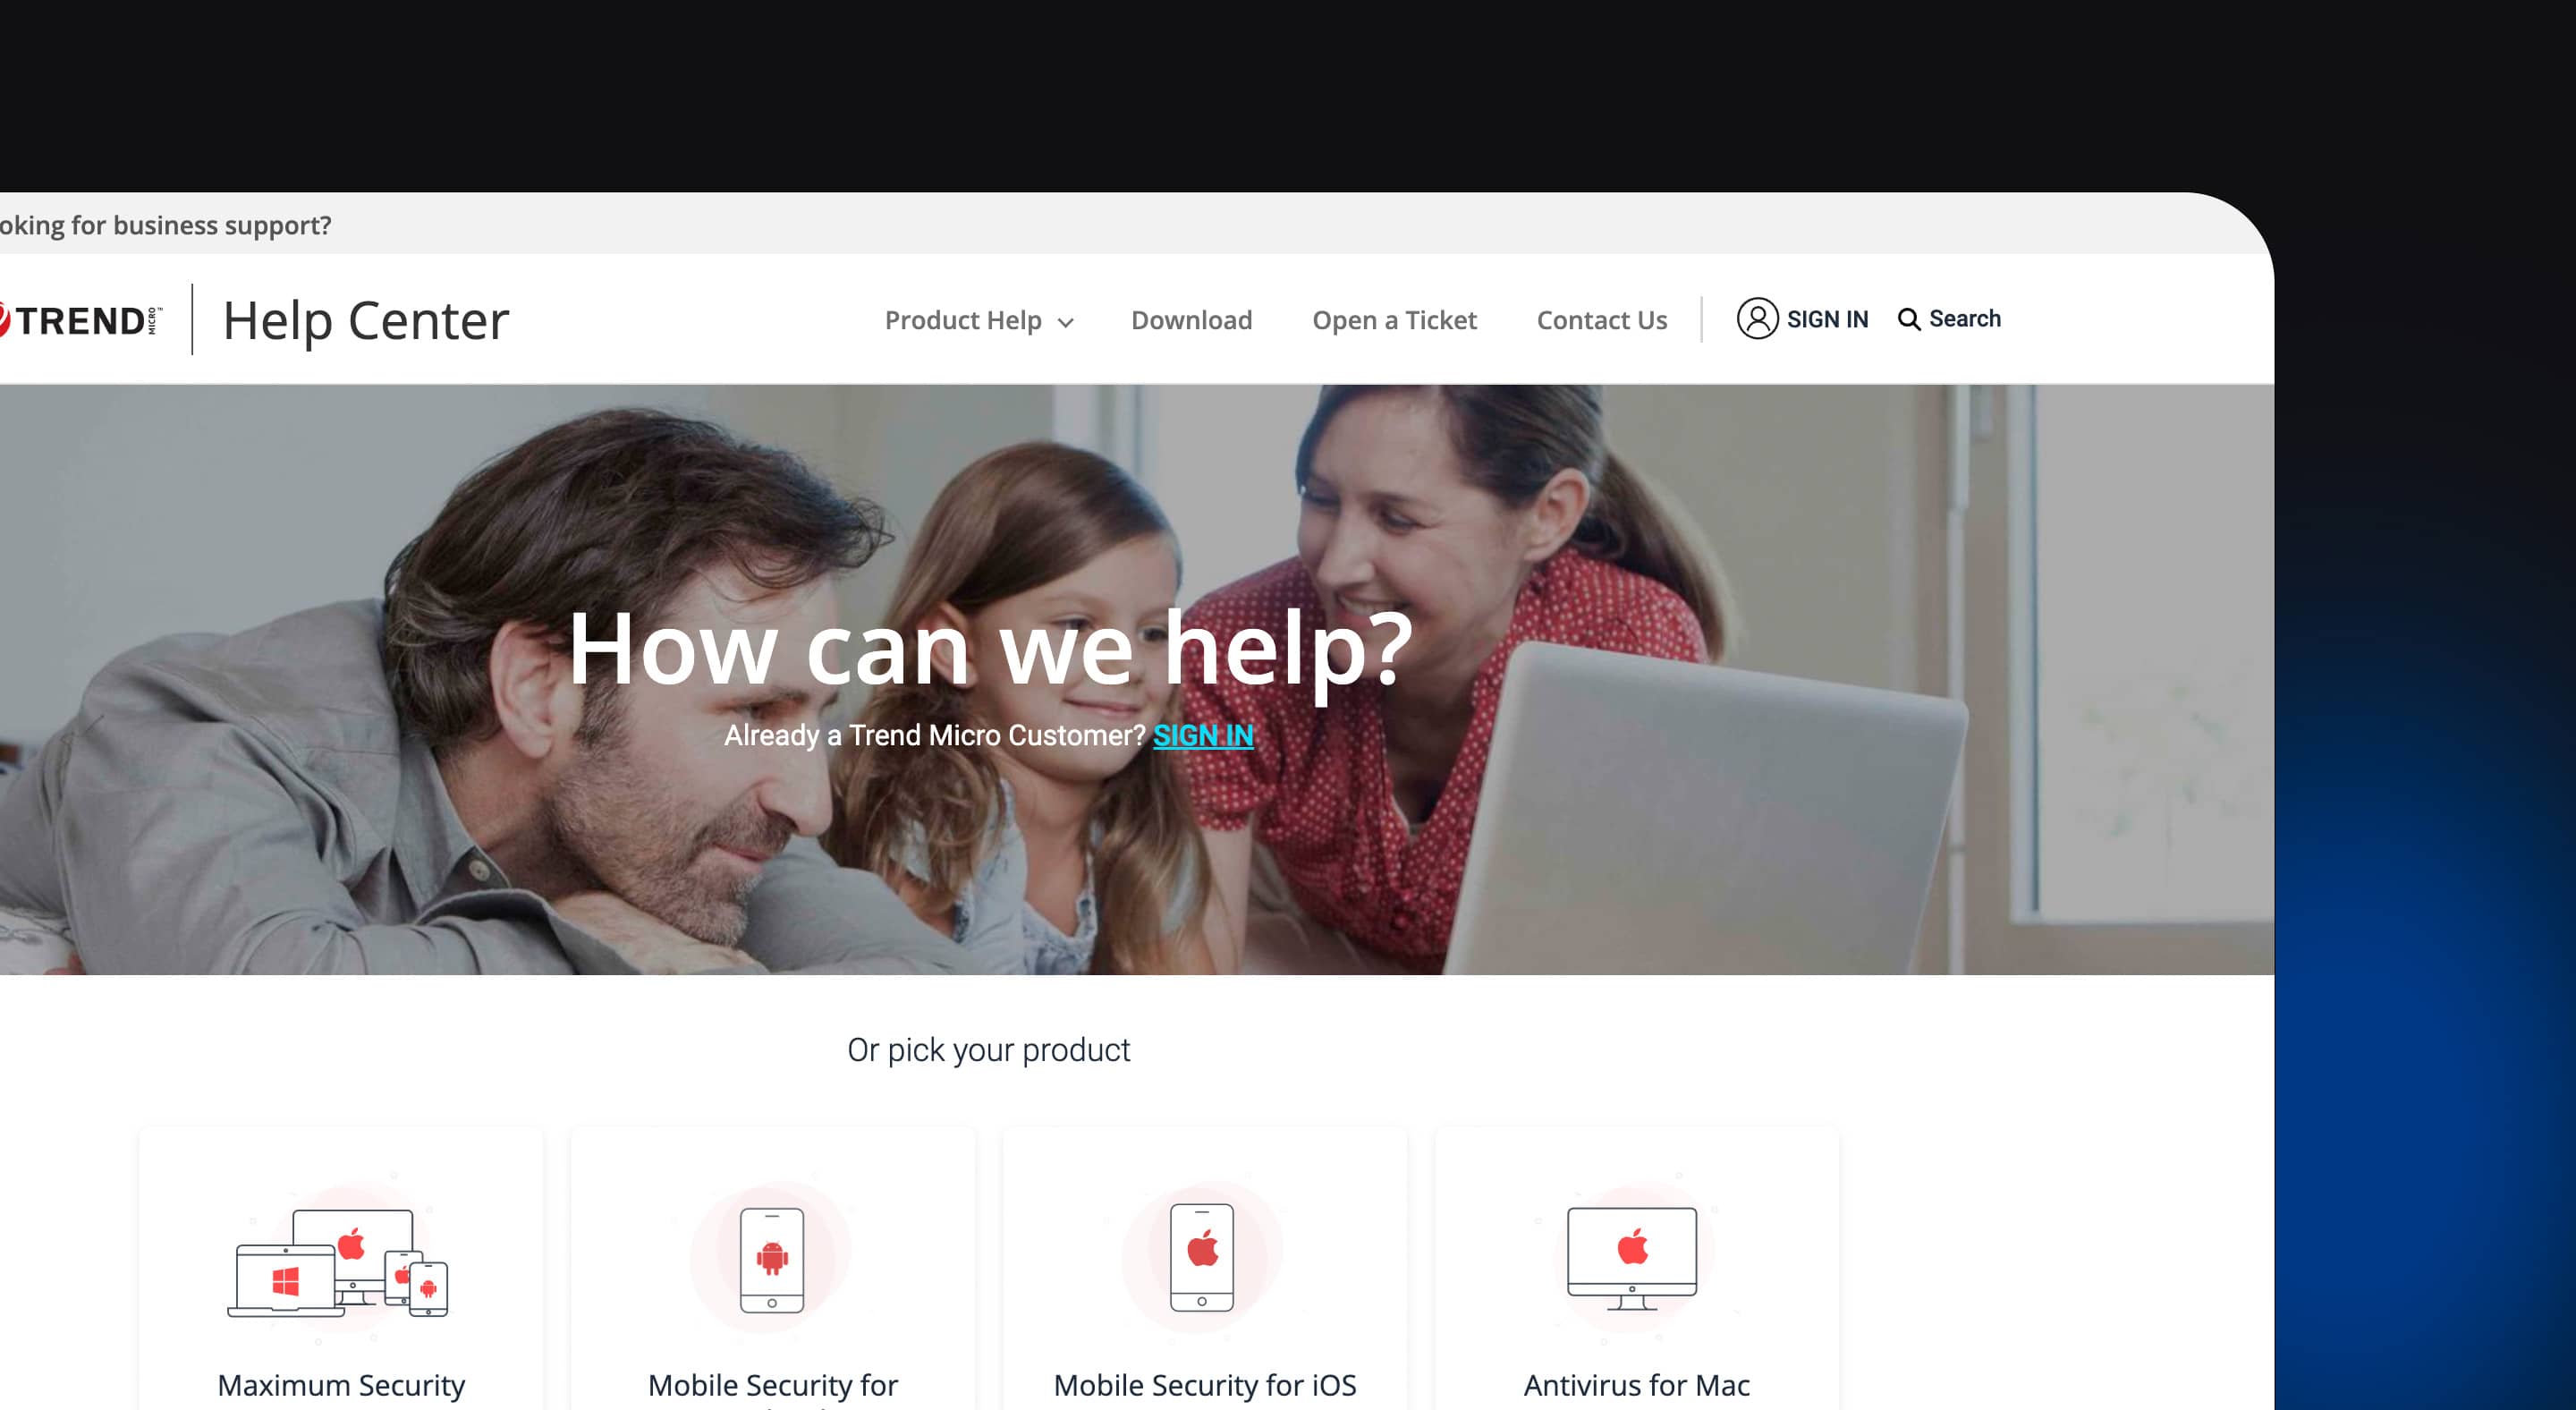 oking for business support?
TREND MICRO™
Help Center
Product Help
Download
Open a Ticket
Contact Us
SIGN IN
Search
How can we help?
Already a Trend Micro Customer? SIGN IN
Or pick your product
Maximum Security
Mobile Security for
Mobile Security for iOS
Antivirus for Mac